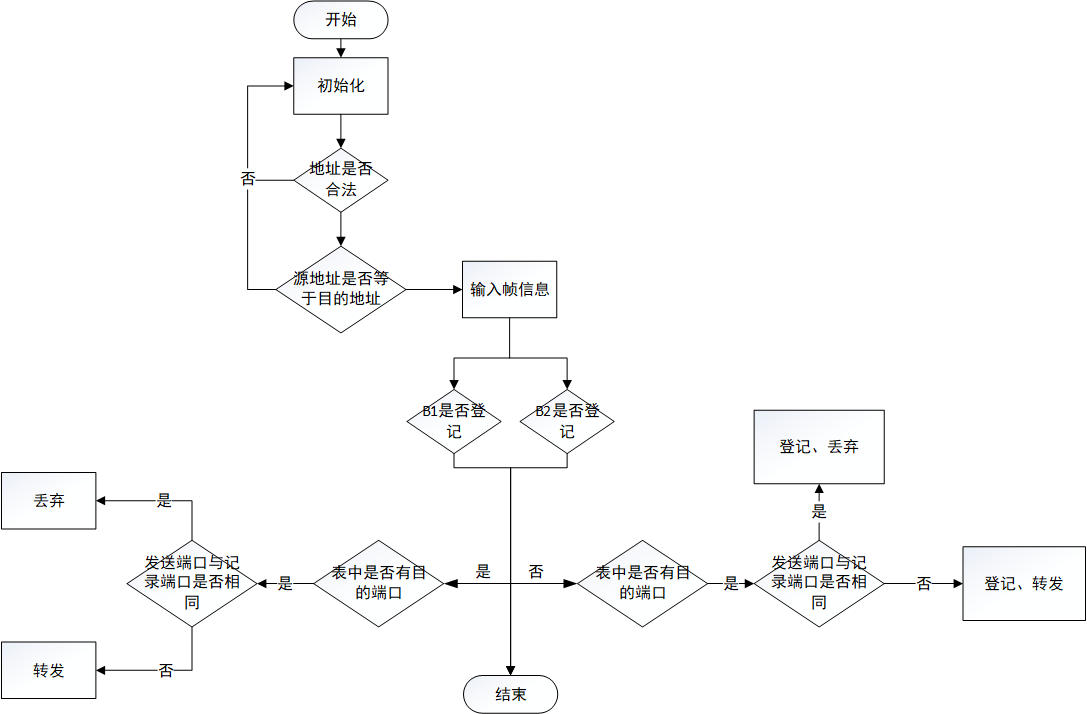 开始
初始化
地址是否
合法
否
源地址是否等
于目的地址
输入帧信息
B1是否登
记
B2是否登
记
登记、丢弃
丢弃
是
是
发送端口与记
录端口是否相
同
是
表中是否有目
的端口
是
否
表中是否有目
的端口
是
发送端口与记
录端口是否相
同
否
登记、转发
转发
否
结束